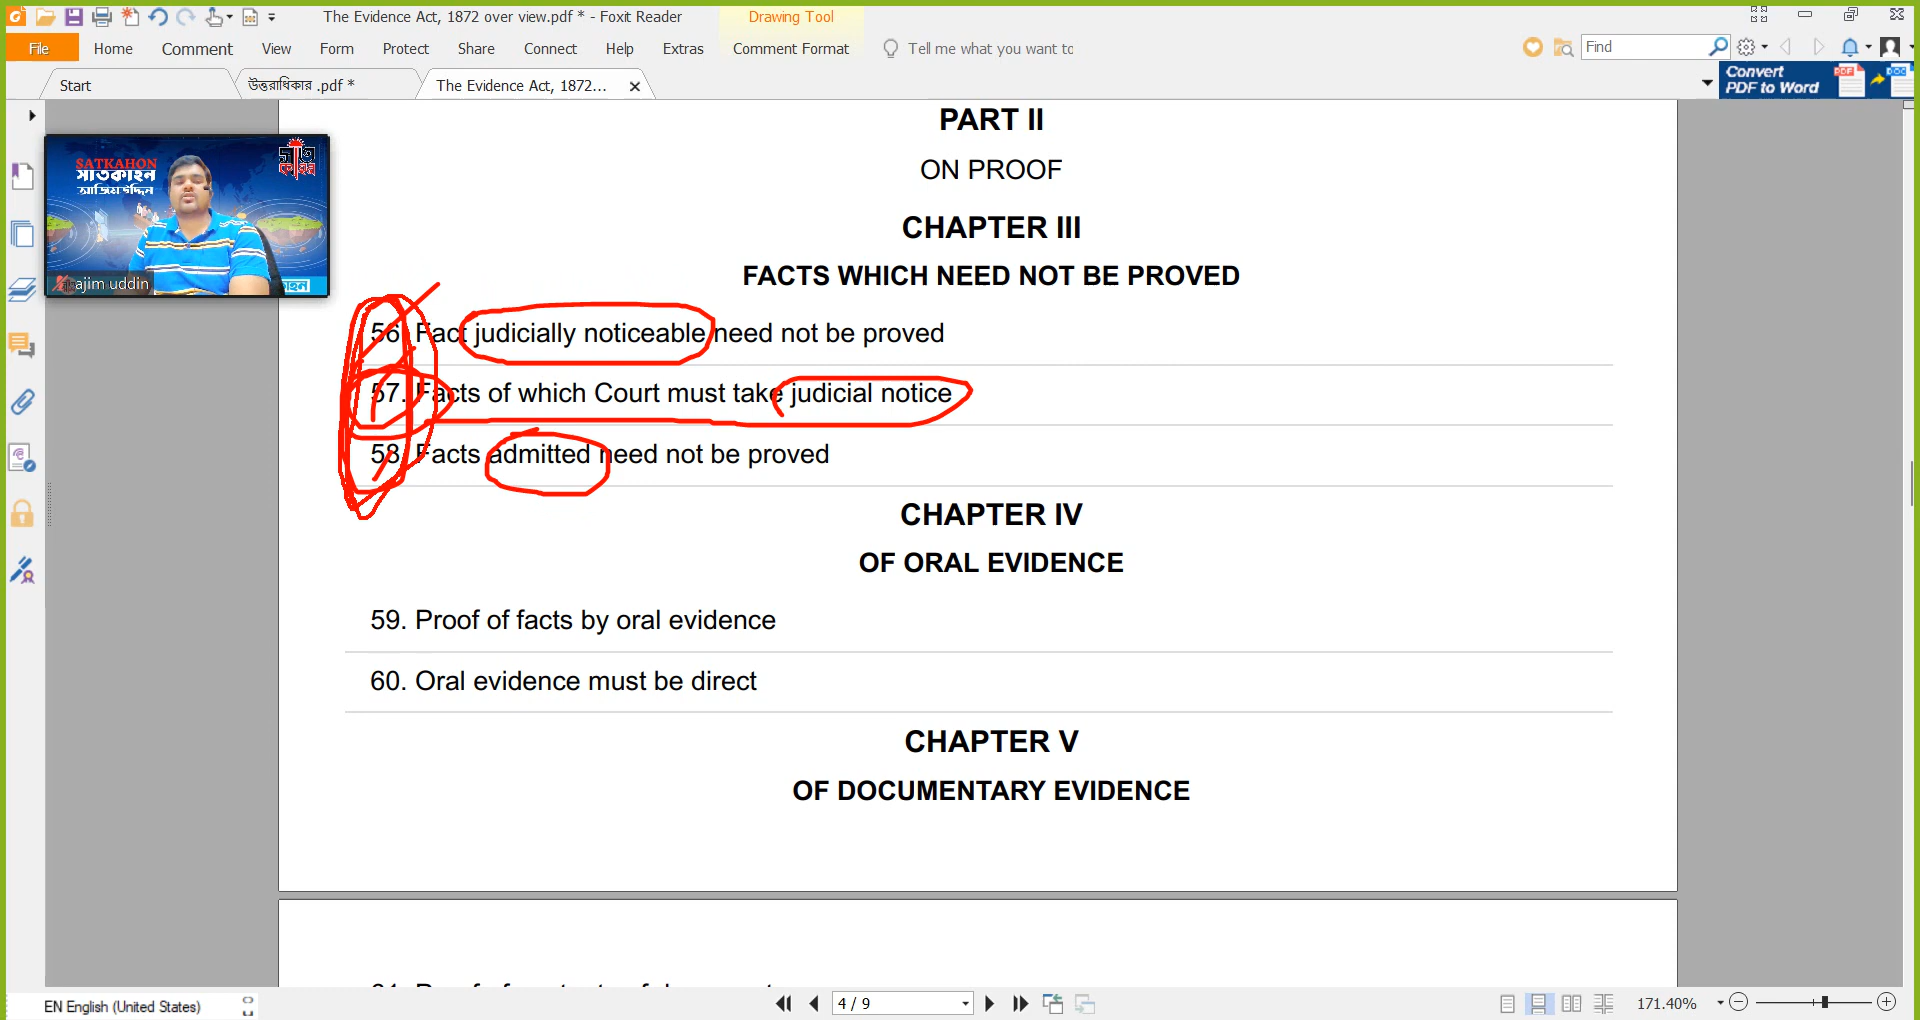 The Evidence Act, 1872 over view.pdf * - Foxit Reader
Drawing Tool
File Home Comment View Form Protect Share Connect Help Extras Comment Format Tell me what you want to Find
Start
উত্তরাধিকার .pdf *
The Evidence Act, 1872...
Convert
PDF to Word
PDF
DOC
SATKAHON
সাতকাহন
আজিম উদ্দিন
ajim uddin
PART II
ON PROOF
CHAPTER III
FACTS WHICH NEED NOT BE PROVED
56. Fact judicially noticeable need not be proved
57. Facts of which Court must take judicial notice
58. Facts admitted need not be proved
CHAPTER IV
OF ORAL EVIDENCE
59. Proof of facts by oral evidence
60. Oral evidence must be direct
CHAPTER V
OF DOCUMENTARY EVIDENCE
EN English (United States)
4 / 9
171.40%